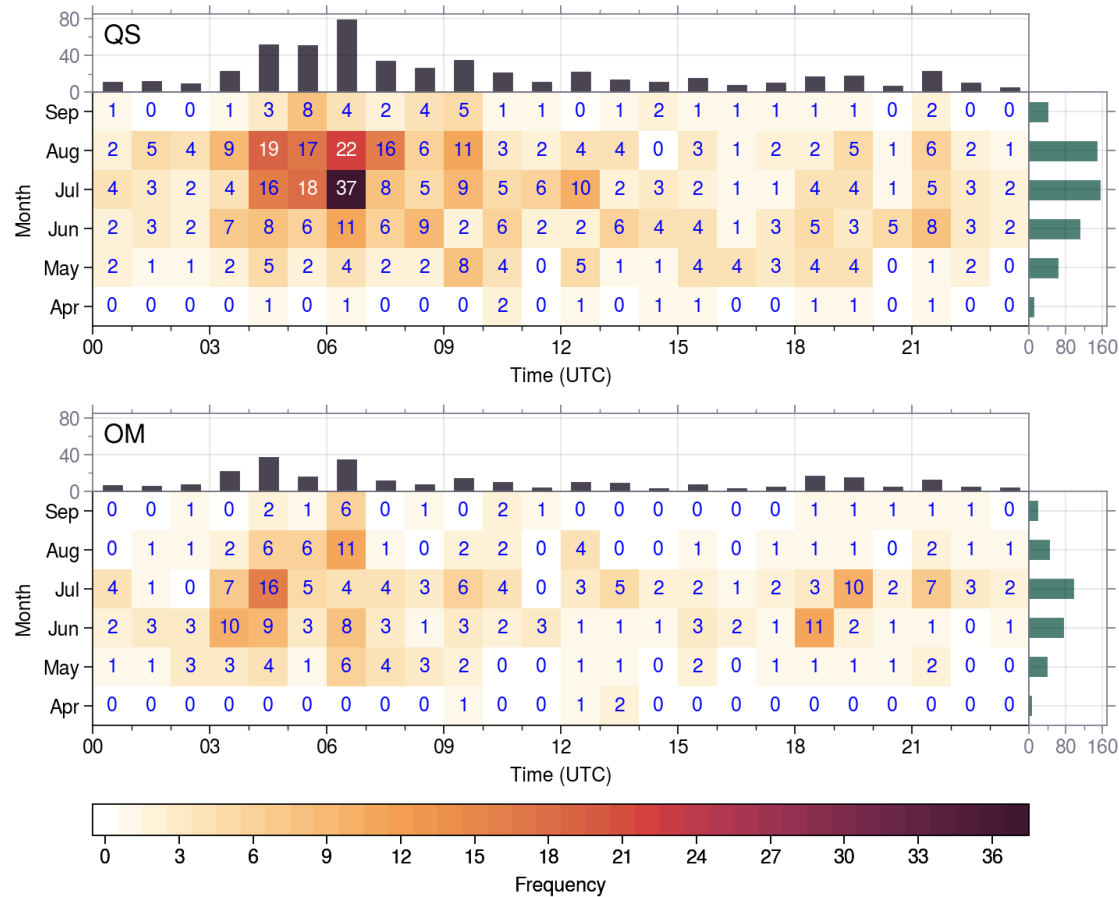 80
QS
40
0
Sep 1 0 0 1 3 8 4 2 4 5 1 1 0 1 2 1 1 1 1 1 0 2 0 0
Aug 2 5 4 9 19 17 22 16 6 11 3 2 4 4 0 3 1 2 2 5 1 6 2 1
Jul 4 3 2 4 16 18 37 8 5 9 5 6 10 2 3 2 1 1 4 4 1 5 3 2
Month
Jun 2 3 2 7 8 6 11 6 9 2 6 2 2 6 4 4 1 3 5 3 5 8 3 2
May 2 1 1 2 5 2 4 2 2 8 4 0 5 1 1 4 4 3 4 4 0 1 2 0
Apr 0 0 0 0 1 0 1 0 0 0 2 0 1 0 1 1 0 0 1 1 0 1 0 0
00 03 06 09 12 15 18 21 0 80 160
Time (UTC)
80
OM
40
0
Sep 0 0 1 0 2 1 6 0 1 0 2 1 0 0 0 0 0 0 1 1 1 1 1 0
Aug 0 1 1 2 6 6 11 1 0 2 2 0 4 0 0 1 0 1 1 1 0 2 1 1
Jul 4 1 0 7 16 5 4 4 3 6 4 0 3 5 2 2 1 2 3 10 2 7 3 2
Month
Jun 2 3 3 10 9 3 8 3 1 3 2 3 1 1 1 3 2 1 11 2 1 1 0 1
May 1 1 3 3 4 1 6 4 3 2 0 0 1 1 0 2 0 1 1 1 1 2 0 0
Apr 0 0 0 0 0 0 0 0 0 1 0 0 1 2 0 0 0 0 0 0 0 0 0 0
00 03 06 09 12 15 18 21 0 80 160
Time (UTC)
0 3 6 9 12 15 18 21 24 27 30 33 36
Frequency